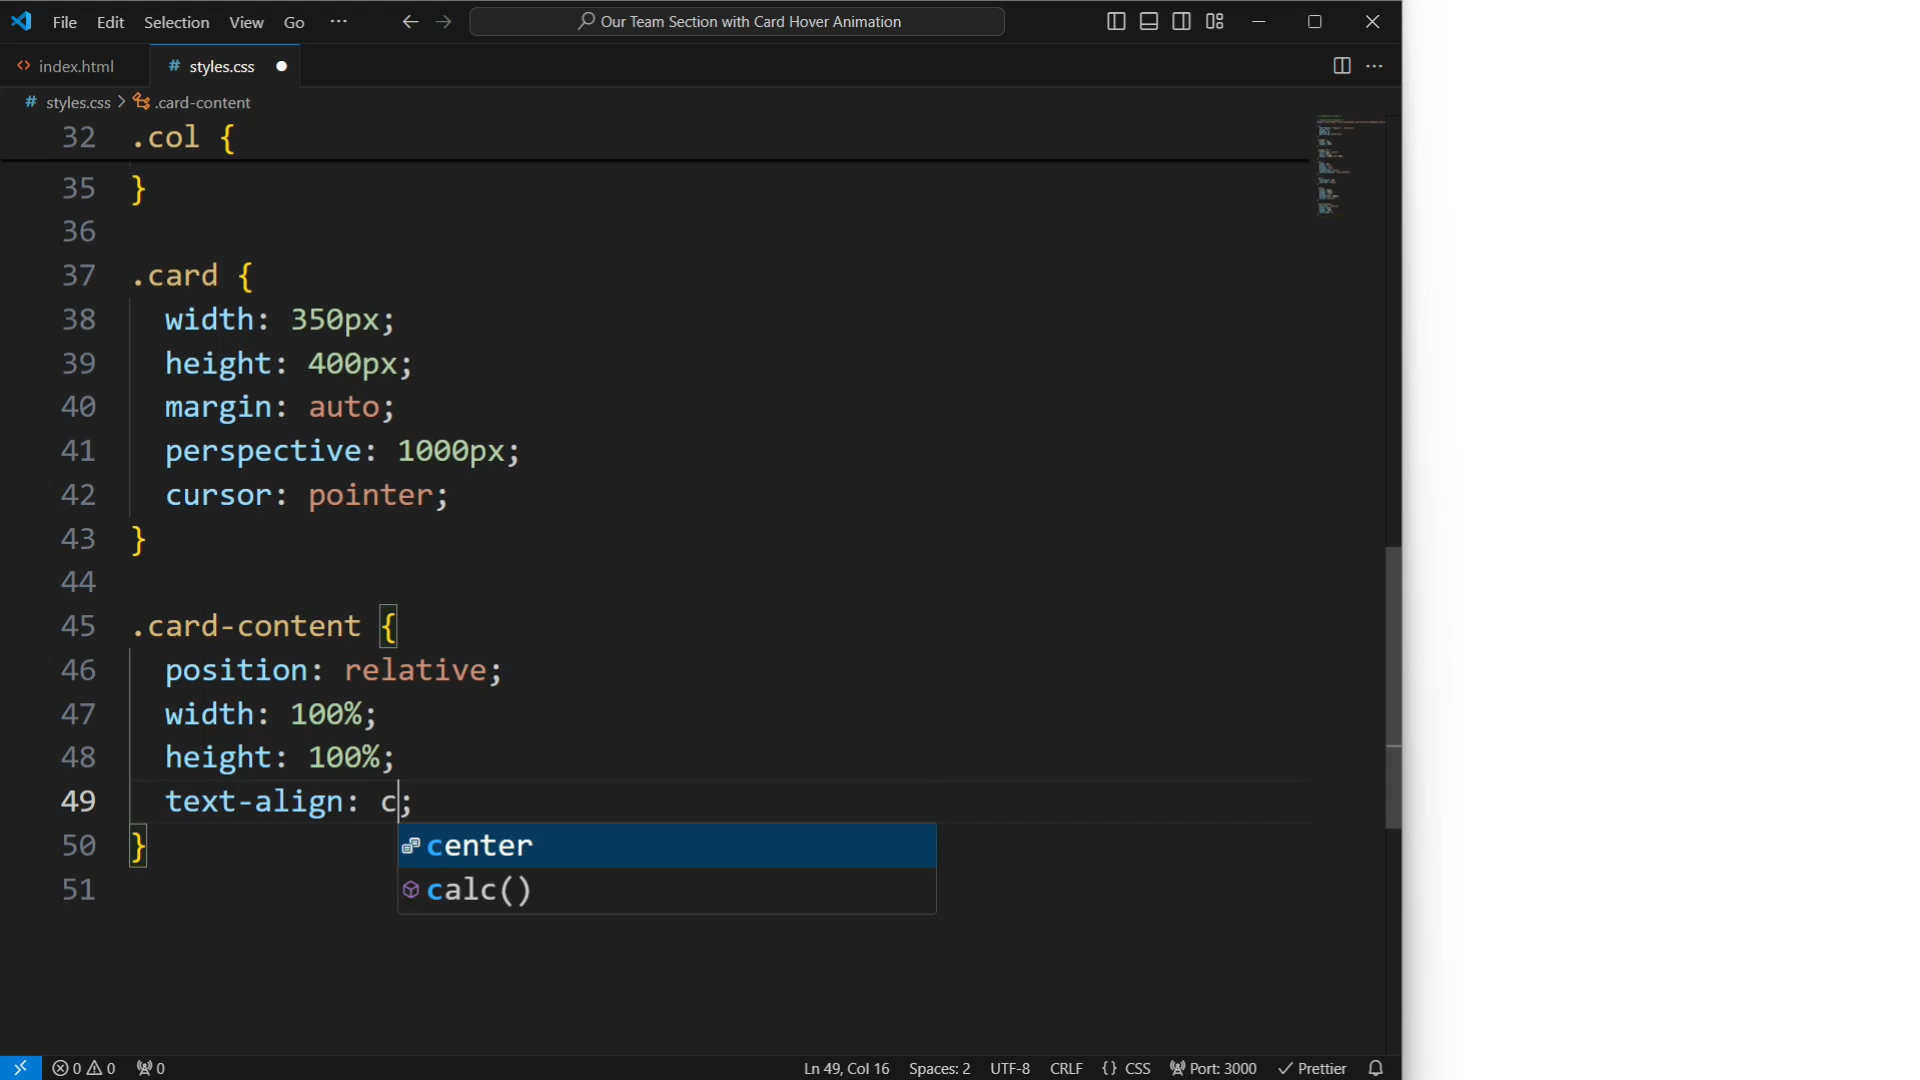 File Edit Selection View Go ··· Our Team Section with Card Hover Animation
index.html # styles.css
# styles.css > .card-content
32 .col {
35 }
36
37 .card {
38 width: 350px;
39 height: 400px;
40 margin: auto;
41 perspective: 1000px;
42 cursor: pointer;
43 }
44
45 .card-content {
46 position: relative;
47 width: 100%;
48 height: 100%;
49 text-align: c;
50 }
center
51
calc()
0 0 0 Ln 49, Col 16 Spaces: 2 UTF-8 CRLF {} CSS Port: 3000 Prettier